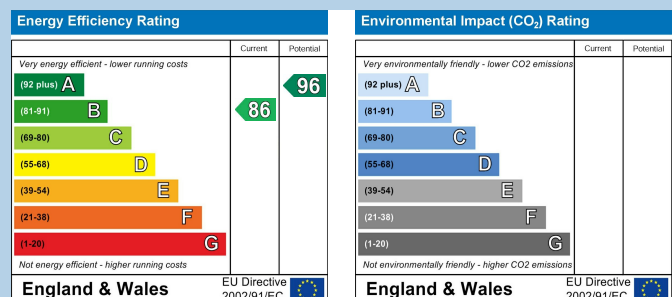 Energy Efficiency Rating
Current Potential
Very energy efficient - lower running costs
(92 plus) A
96
(81-91) B
86
(69-80) C
(55-68) D
(39-54) E
(21-38) F
(1-20) G
Not energy efficient - higher running costs
England & Wales
EU Directive
2002/91/EC
Environmental Impact (CO₂) Rating
Current Potential
Very environmentally friendly - lower CO2 emissions
(92 plus) A
(81-91) B
(69-80) C
(55-68) D
(39-54) E
(21-38) F
(1-20) G
Not environmentally friendly - higher CO2 emissions
England & Wales
EU Directive
2002/91/EC